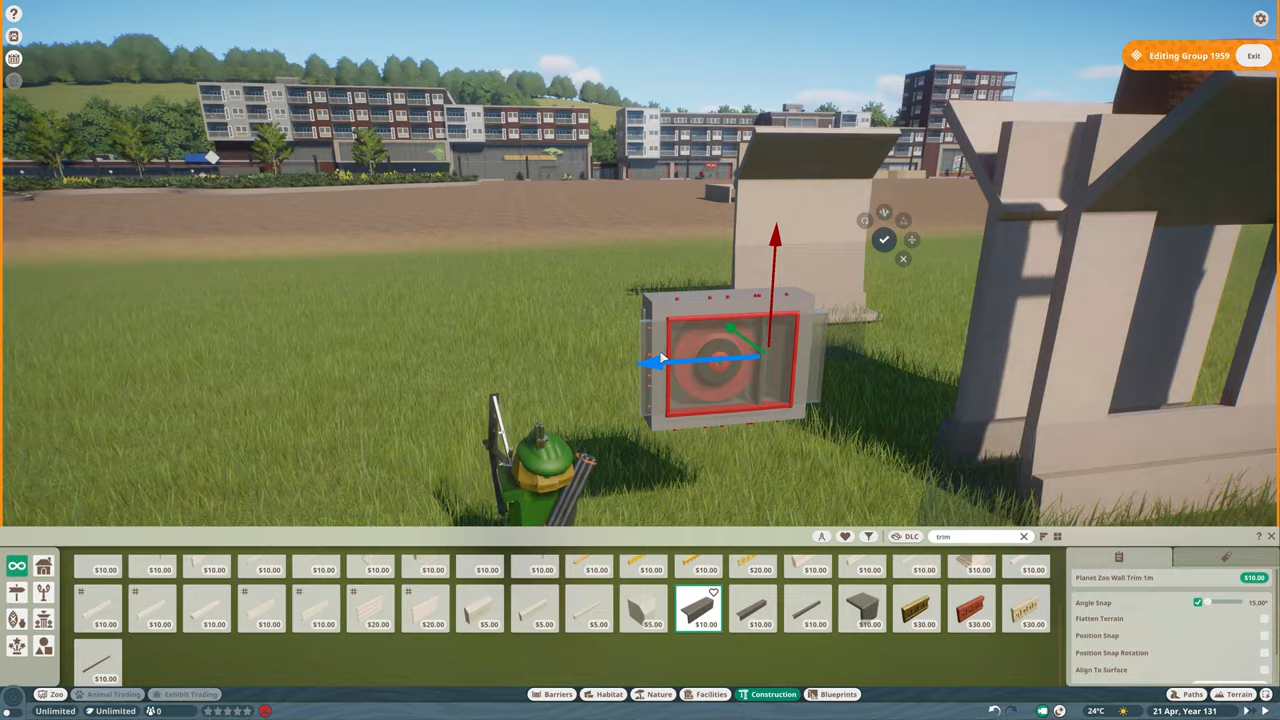 ?
Editing Group 1959
Exit
DLC
trim
?
$10.00 $10.00 $10.00 $10.00 $10.00 $10.00 $10.00 $10.00 $10.00 $10.00 $10.00 $10.00 $20.00 $10.00 $10.00 $10.00 $10.00 $10.00
# # # # # #
$10.00 $10.00 $10.00 $10.00 $10.00 $20.00 $20.00 $5.00 $5.00 $5.00 $5.00 $10.00 $10.00 $10.00 $10.00 $30.00 $30.00 $30.00
$10.00
Planet Zoo Wall Trim 1m $10.00
Angle Snap 15.00°
Flatten Terrain
Position Snap
Position Snap Rotation
Align To Surface
Zoo Animal Trading Exhibit Trading Barriers Habitat Nature Facilities Construction Blueprints Paths Terrain
Unlimited Unlimited 0 24°C 21 Apr, Year 131